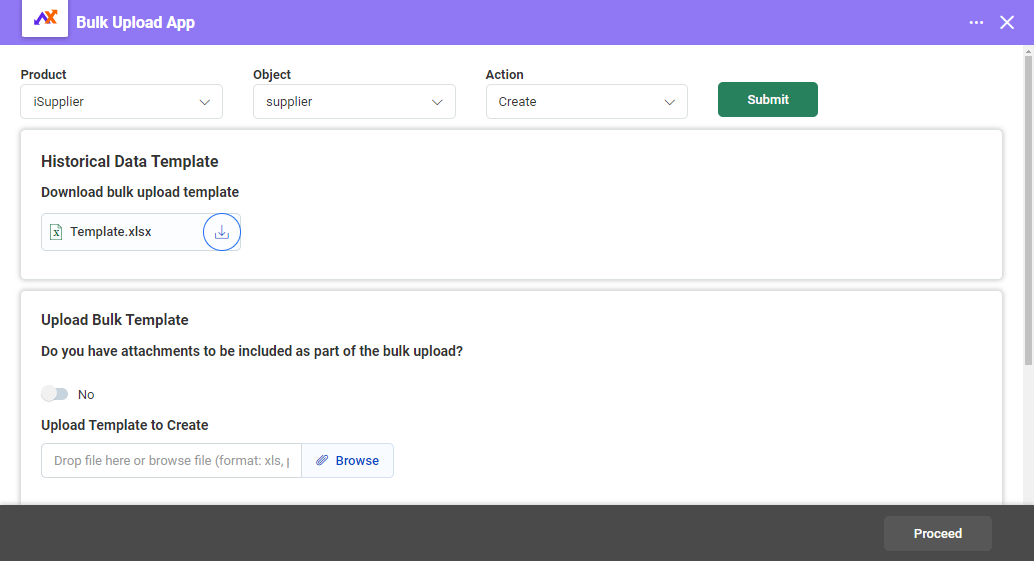 Bulk Upload App
Product
Object
Action
iSupplier
supplier
Create
Submit
Historical Data Template
Download bulk upload template
Template.xlsx
Upload Bulk Template
Do you have attachments to be included as part of the bulk upload?
No
Upload Template to Create
Drop file here or browse file (format: xls,
Browse
Proceed